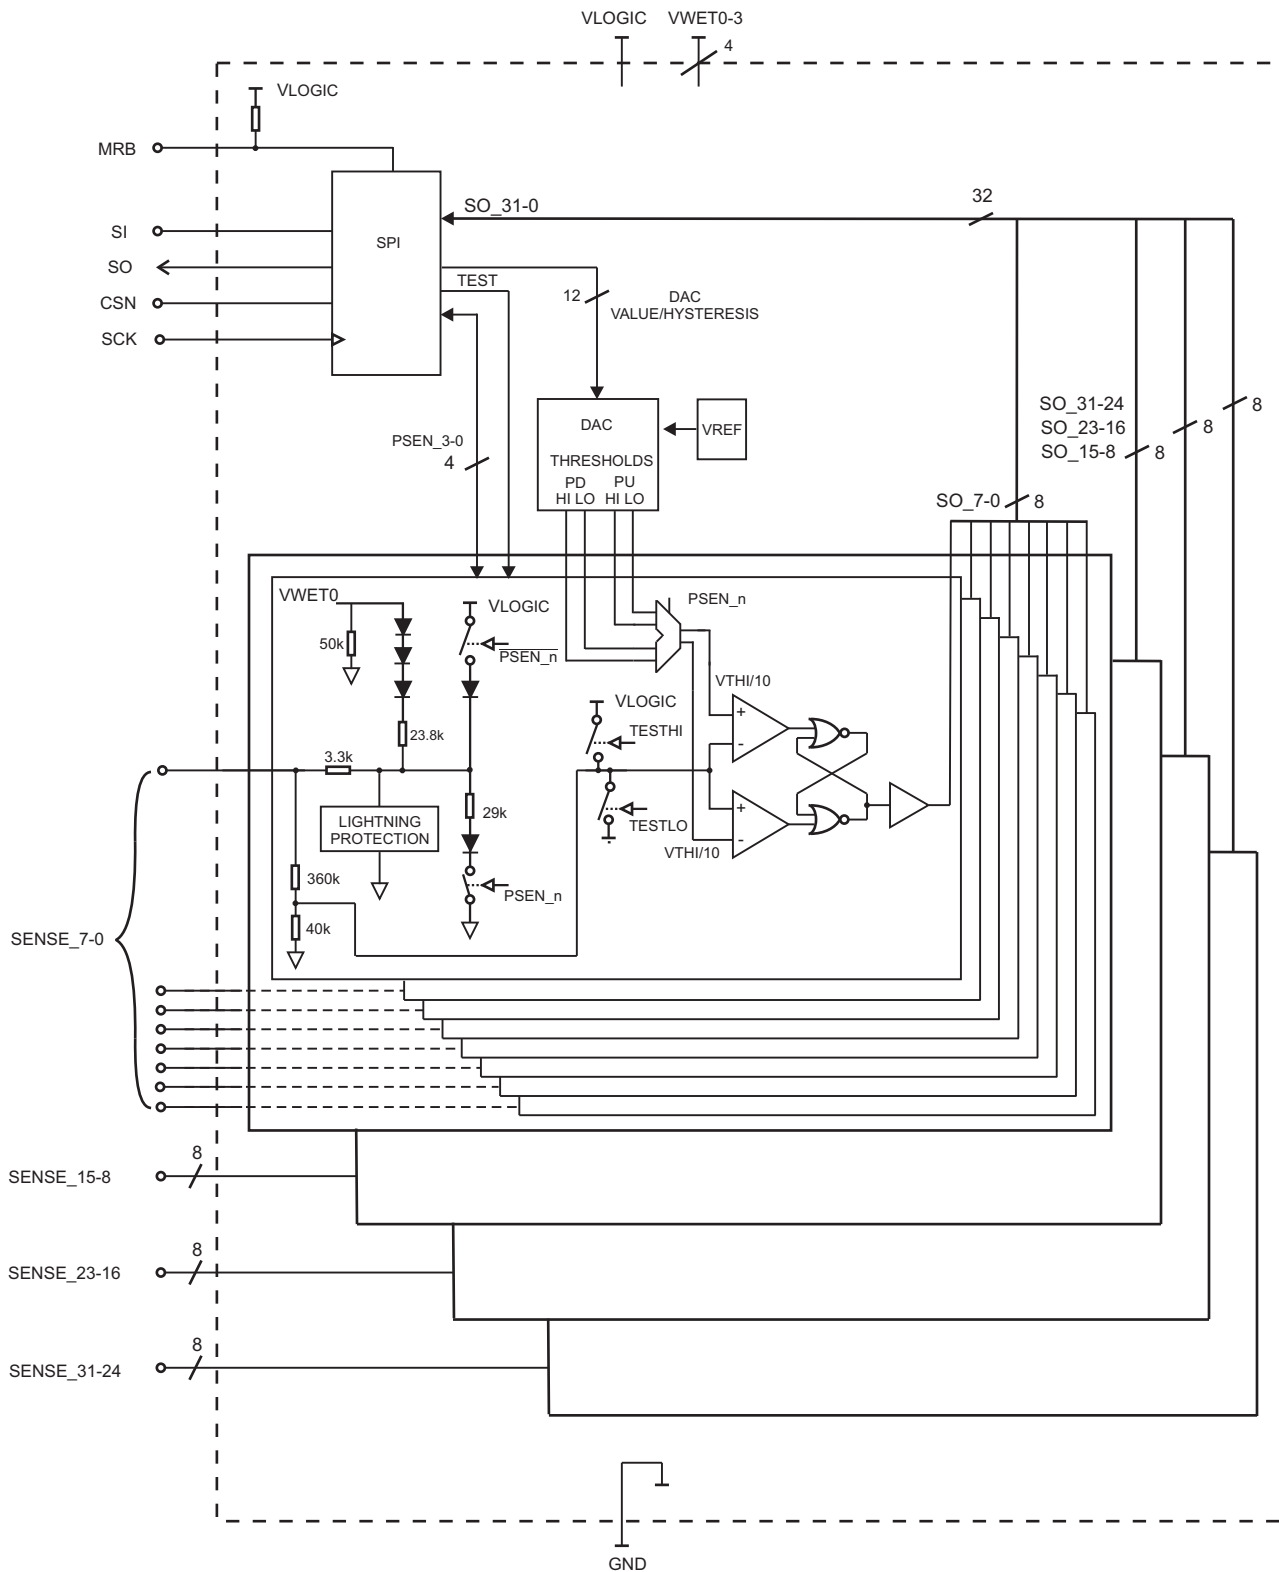 VLOGIC VWET0-3
4
VLOGIC
MRB
SO_31-0
32
SI
SPI
SO
TEST
12
DAC
VALUE/HYSTERESIS
CSN
SCK
SO_31-24
8
SO_23-16
8
SO_15-8
8
DAC
VREF
PSEN_3-0
4
THRESHOLDS
PD PU
HI LO HI LO
SO_7-0
8
VWET0
VLOGIC
PSEN_n
50k
PSEN_n
VTHI/10
VLOGIC
+
23.8k
TESTHI
-
3.3k
LIGHTNING
PROTECTION
29k
+
TESTLO
-
VTHI/10
360k
PSEN_n
40k
SENSE_7-0
8
SENSE_15-8
8
SENSE_23-16
8
SENSE_31-24
GND